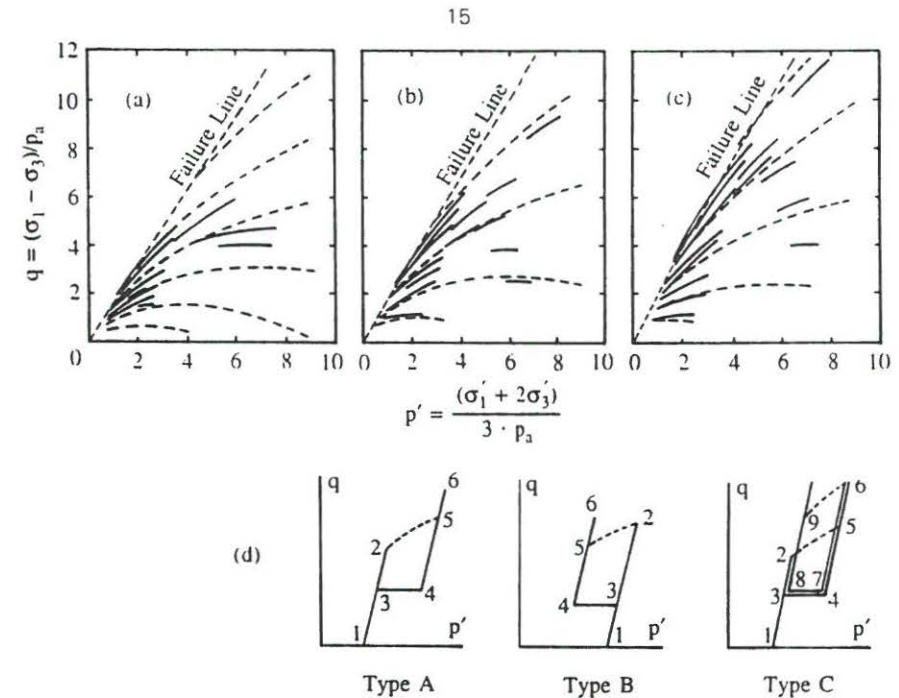 15
12
10
8
6
4
2
0
q = (σ1 − σ3)/pa
(a)
Failure Line
(b)
Failure Line
(c)
Failure Line
2 4 6 8 10
0 2 4 6 8 10
0 2 4 6 8 10
p′ = (σ′1 + 2σ′3)
3 · pa
(d)
q
6
5
2
3
4
1
p′
q
6
2
5
3
4
1
p′
q
6
9
5
2
8
7
3
4
1
p′
Type A
Type B
Type C